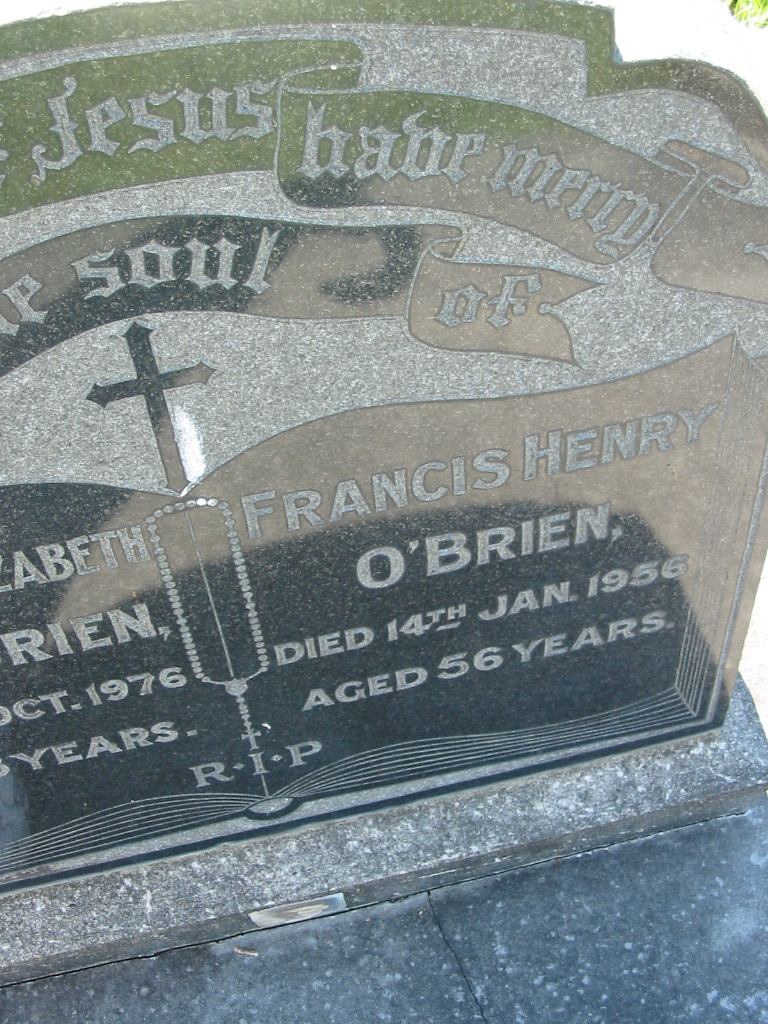 Jesus have mercy
soul of
FRANCIS HENRY
O'BRIEN,
DIED 14TH JAN. 1956
AGED 56 YEARS.
ZABETH
RIEN,
OCT. 1976
YEARS.
R·I·P